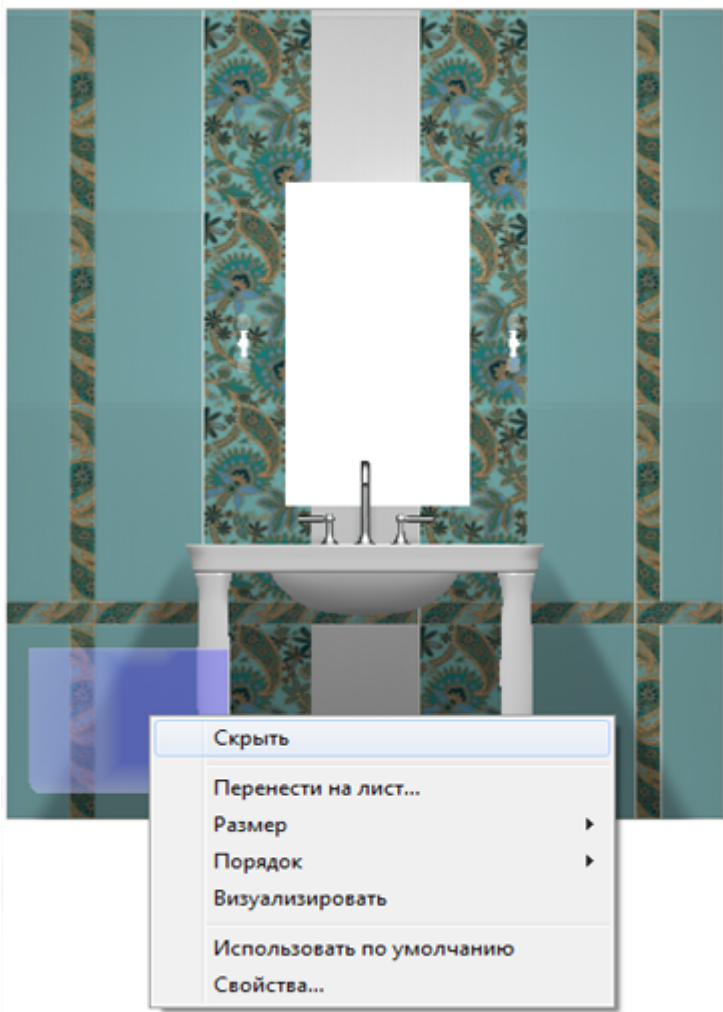 Скрыть
Перенести на лист...
Размер
Порядок
Визуализировать
Использовать по умолчанию
Свойства...